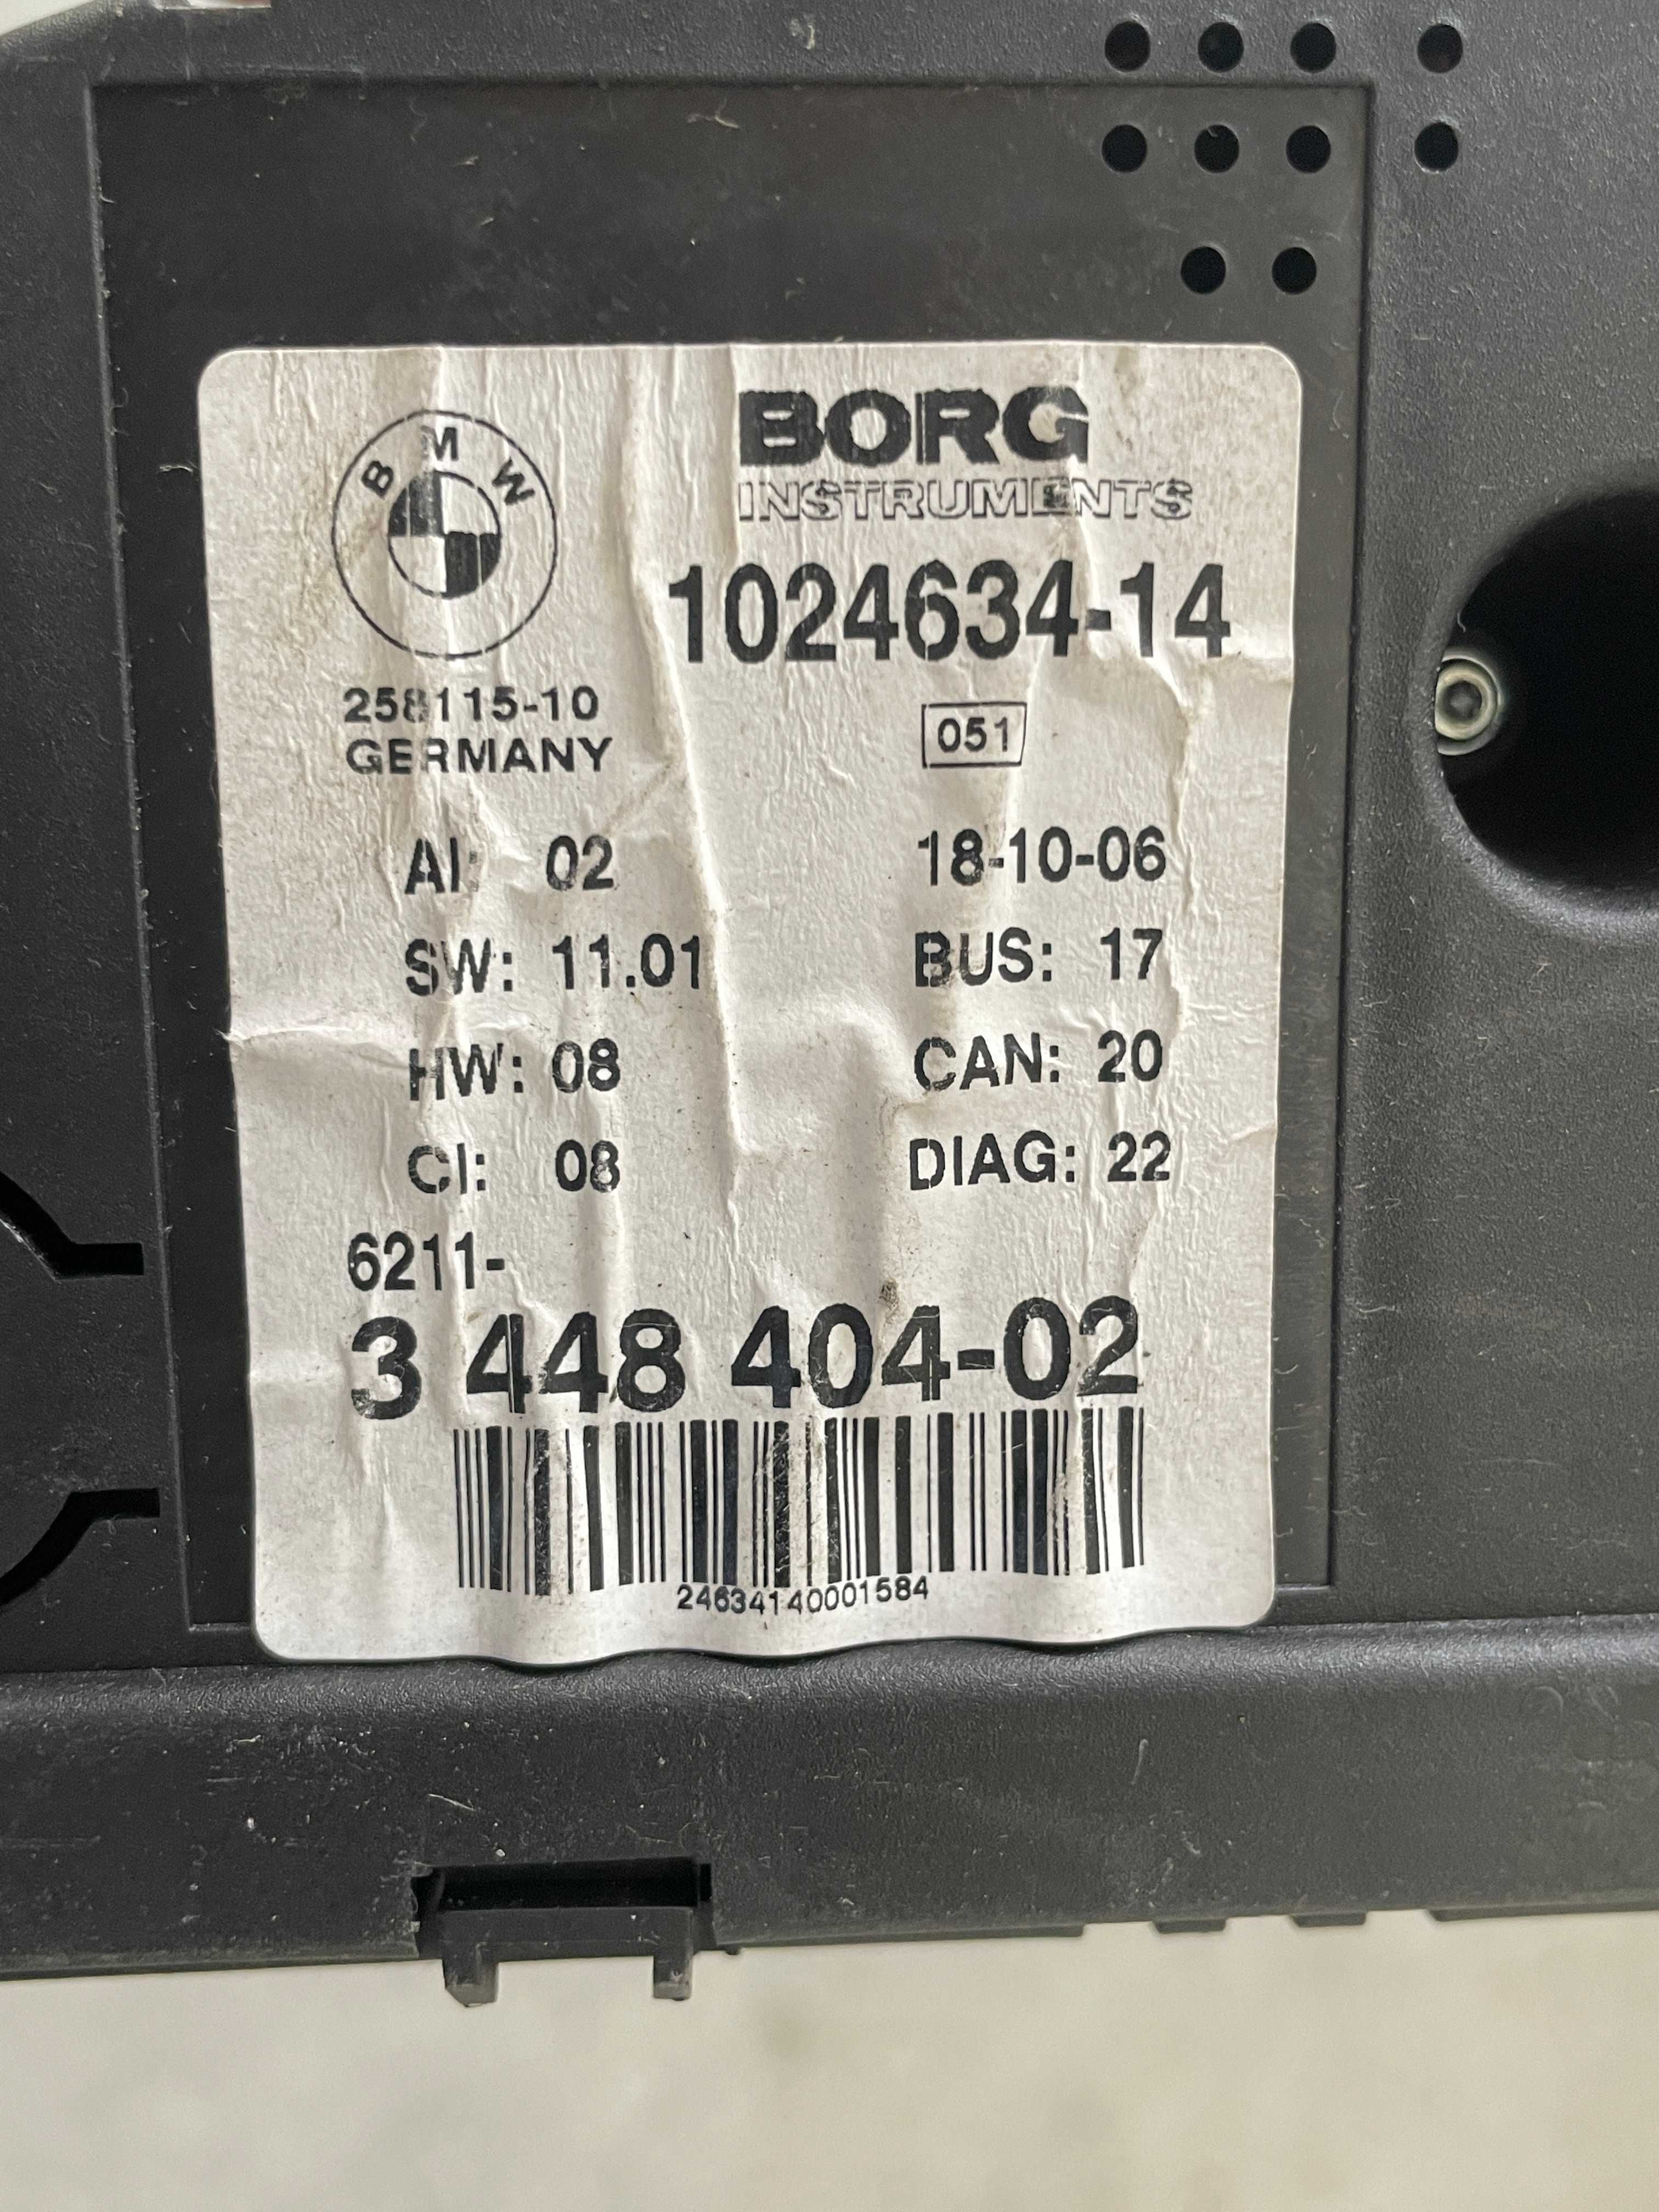 BMW
BORG
INSTRUMENTS
1024634-14
258115-10
GERMANY
051
AI: 02
18-10-06
SW: 11.01
BUS: 17
HW: 08
CAN: 20
CI: 08
DIAG: 22
6211-
3 448 404-02
24634140001584